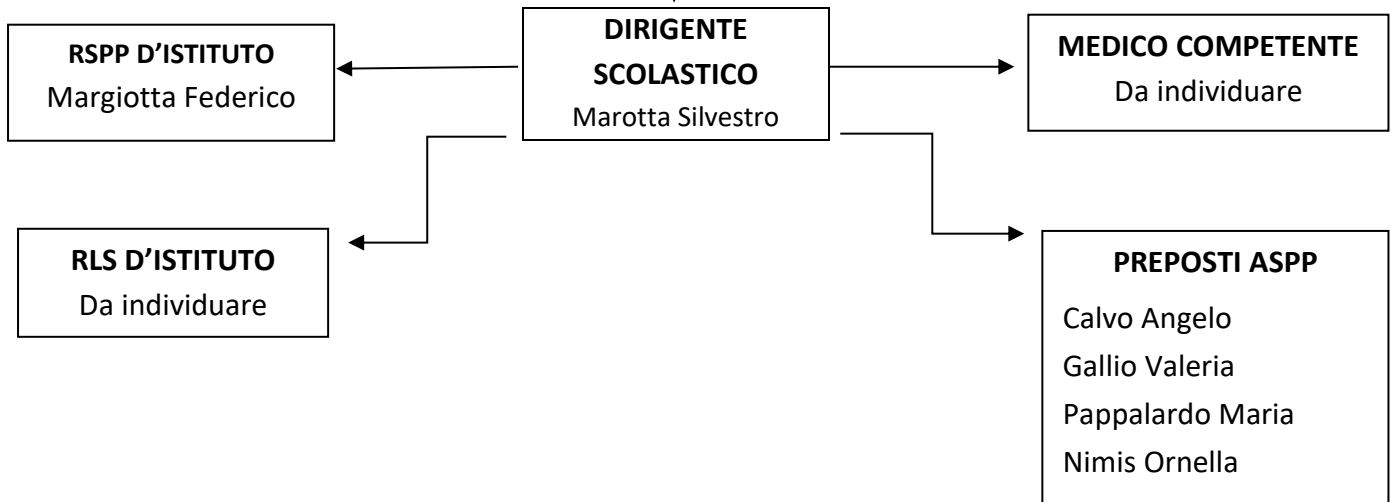 RSPP D’ISTITUTO
Margiotta Federico
DIRIGENTE
SCOLASTICO
Marotta Silvestro
MEDICO COMPETENTE
Da individuare
RLS D’ISTITUTO
Da individuare
PREPOSTI ASPP
Calvo Angelo
Gallio Valeria
Pappalardo Maria
Nimis Ornella